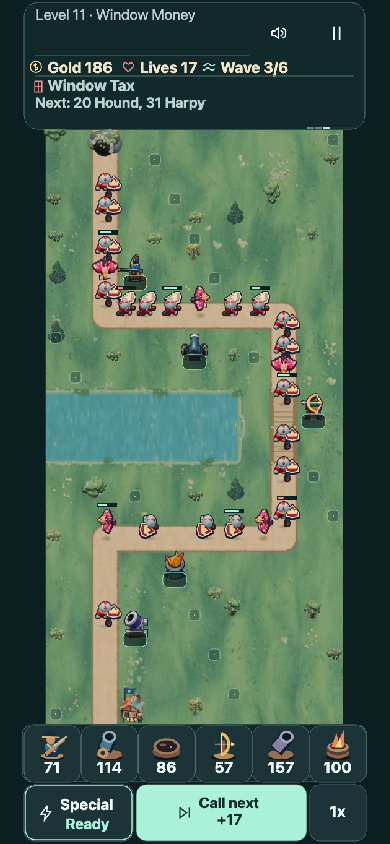 Level 11 · Window Money
Gold 186 Lives 17 Wave 3/6
Window Tax
Next: 20 Hound, 31 Harpy
71 114 86 57 157 100
Special
Ready
Call next
+17
1x